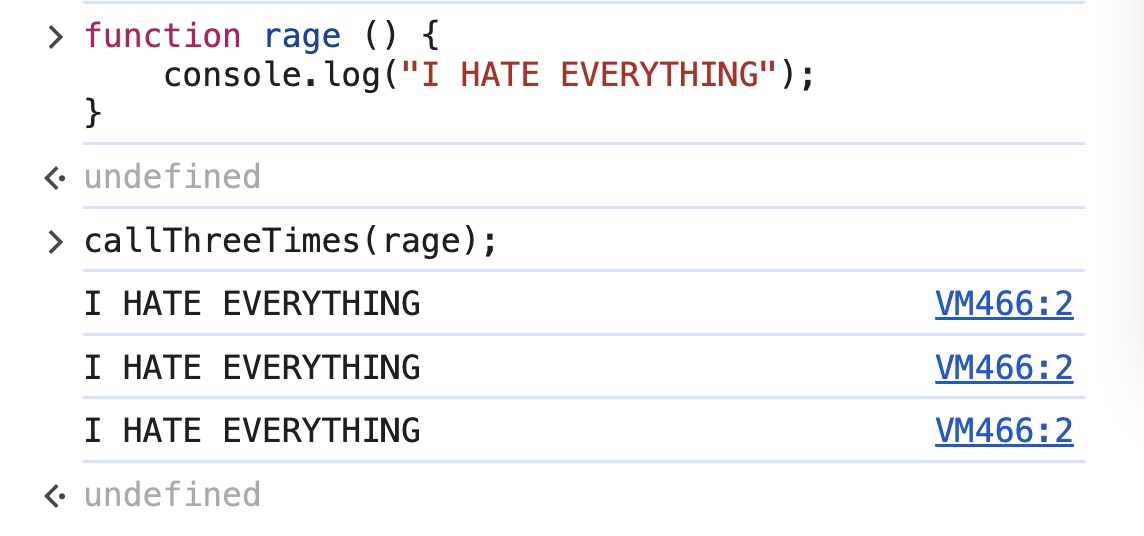 function rage () {
    console.log("I HATE EVERYTHING");
}
undefined
callThreeTimes(rage);
I HATE EVERYTHING VM466:2
I HATE EVERYTHING VM466:2
I HATE EVERYTHING VM466:2
undefined